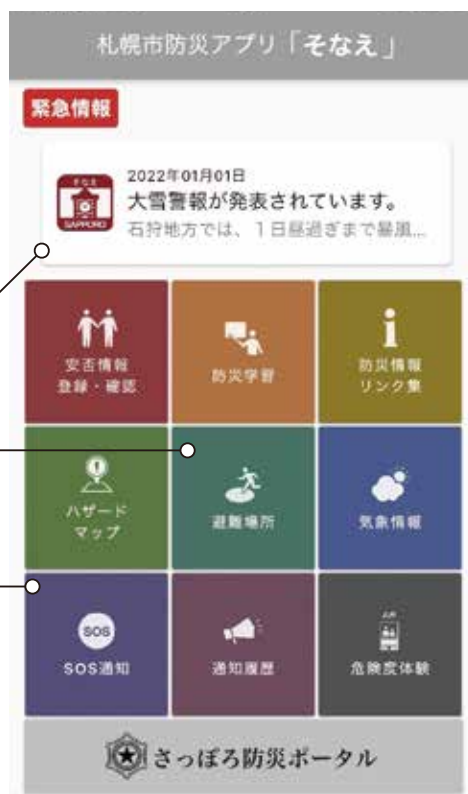 札幌市防災アプリ「そなえ」
緊急情報
そなえ
SAPPORO
2022年01月01日
大雪警報が発表されています。
石狩地方では、1日昼過ぎまで暴風...
安否情報
登録・確認
防災学習
防災情報
リンク集
ハザード
マップ
避難場所
気象情報
SOS
SOS通知
通知履歴
危険度体験
さっぽろ防災ポータル